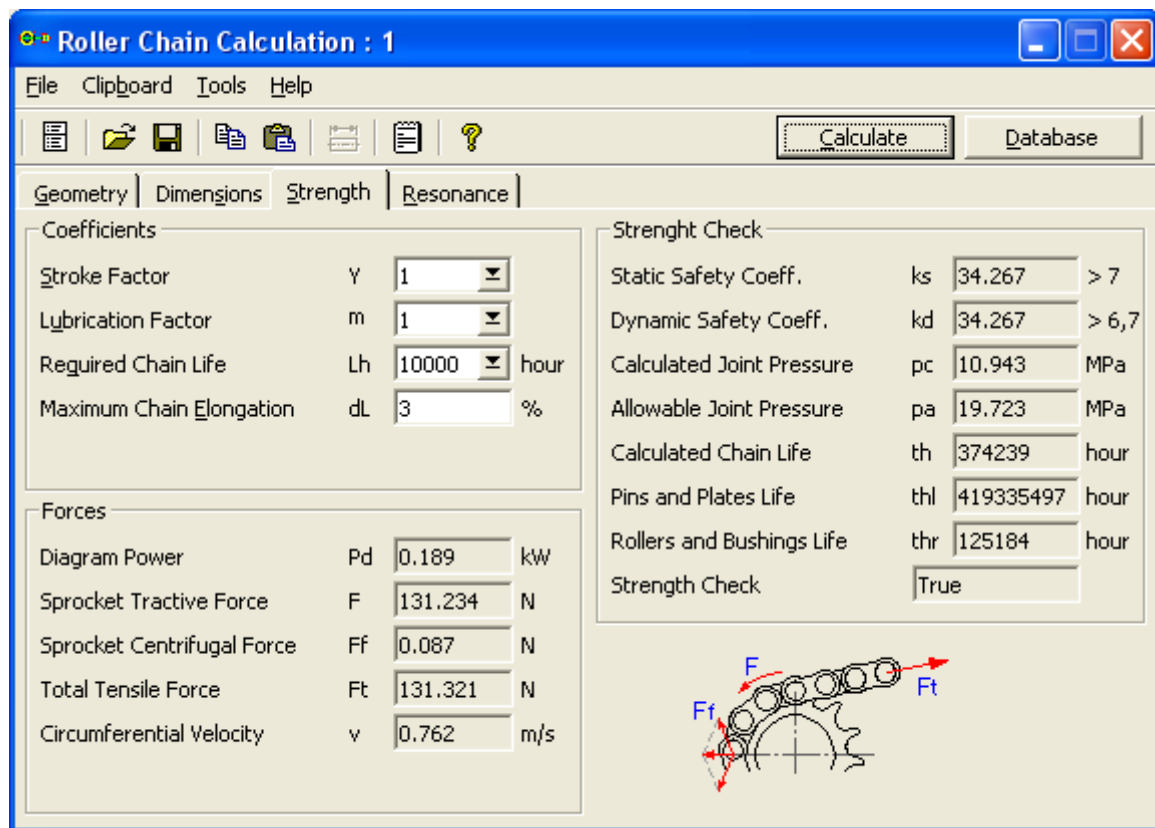 Roller Chain Calculation : 1
File Clipboard Tools Help
Calculate Database
Geometry Dimensions Strength Resonance
Coefficients
Stroke Factor Y 1
Lubrication Factor m 1
Required Chain Life Lh 10000 hour
Maximum Chain Elongation dL 3 %
Forces
Diagram Power Pd 0.189 kW
Sprocket Tractive Force F 131.234 N
Sprocket Centrifugal Force Ff 0.087 N
Total Tensile Force Ft 131.321 N
Circumferential Velocity v 0.762 m/s
Strenght Check
Static Safety Coeff. ks 34.267 > 7
Dynamic Safety Coeff. kd 34.267 > 6,7
Calculated Joint Pressure pc 10.943 MPa
Allowable Joint Pressure pa 19.723 MPa
Calculated Chain Life th 374239 hour
Pins and Plates Life thl 419335497 hour
Rollers and Bushings Life thr 125184 hour
Strength Check True
F
Ft
Ff